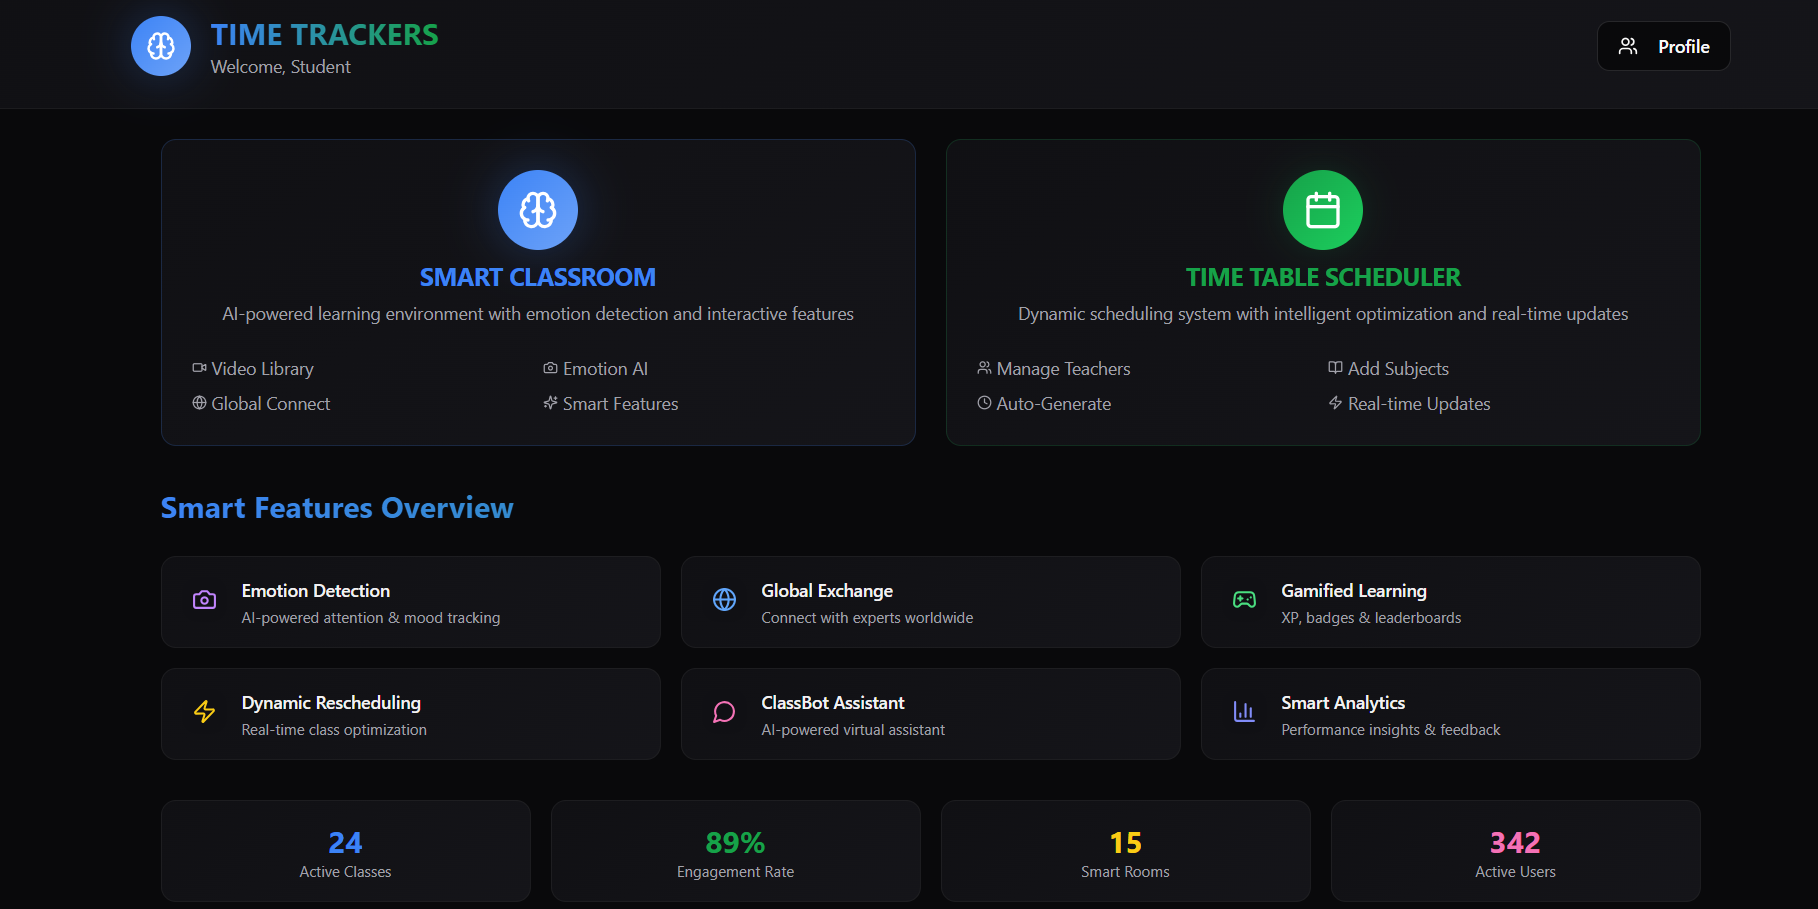 TIME TRACKERS
Welcome, Student
Profile
SMART CLASSROOM
AI-powered learning environment with emotion detection and interactive features
Video Library
Emotion AI
Global Connect
Smart Features
TIME TABLE SCHEDULER
Dynamic scheduling system with intelligent optimization and real-time updates
Manage Teachers
Add Subjects
Auto-Generate
Real-time Updates
Smart Features Overview
Emotion Detection
AI-powered attention & mood tracking
Global Exchange
Connect with experts worldwide
Gamified Learning
XP, badges & leaderboards
Dynamic Rescheduling
Real-time class optimization
ClassBot Assistant
AI-powered virtual assistant
Smart Analytics
Performance insights & feedback
24
Active Classes
89%
Engagement Rate
15
Smart Rooms
342
Active Users